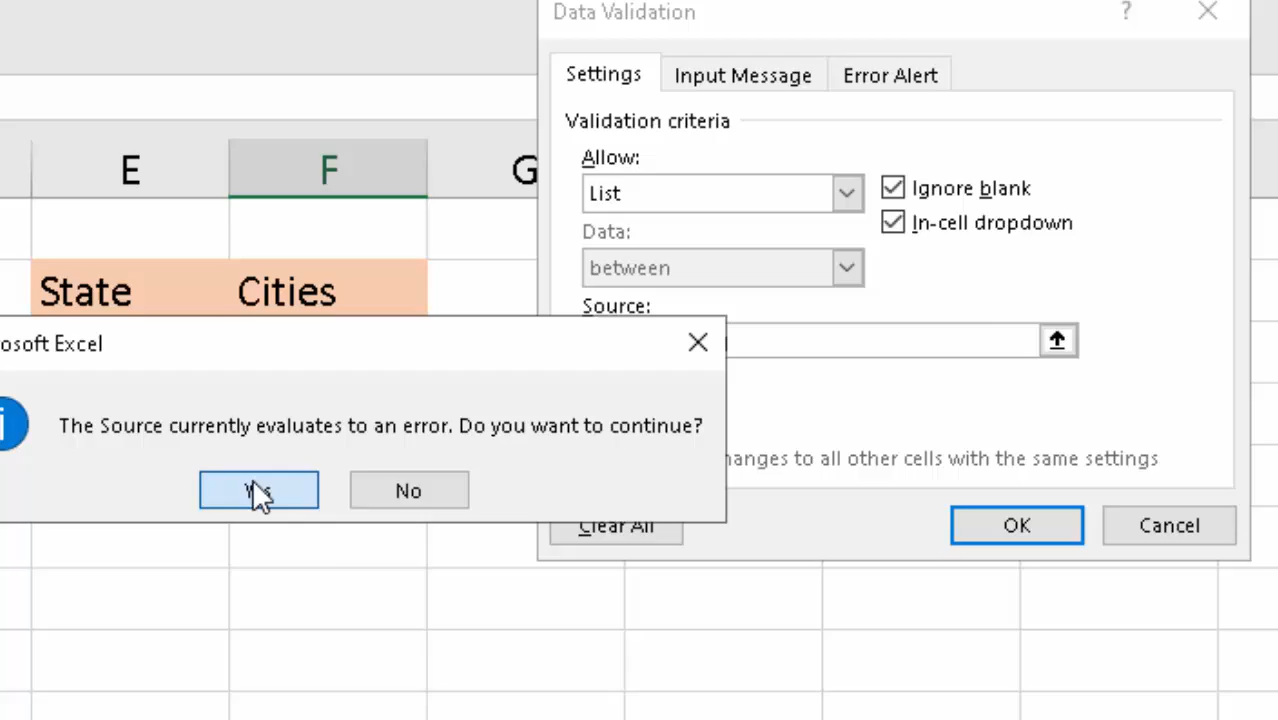 Data Validation
?
Settings
Input Message
Error Alert
Validation criteria
Allow:
List
Ignore blank
In-cell dropdown
Data:
between
Source:
E
F
G
State
Cities
osoft Excel
The Source currently evaluates to an error. Do you want to continue?
Yes
No
hanges to all other cells with the same settings
Clear All
OK
Cancel